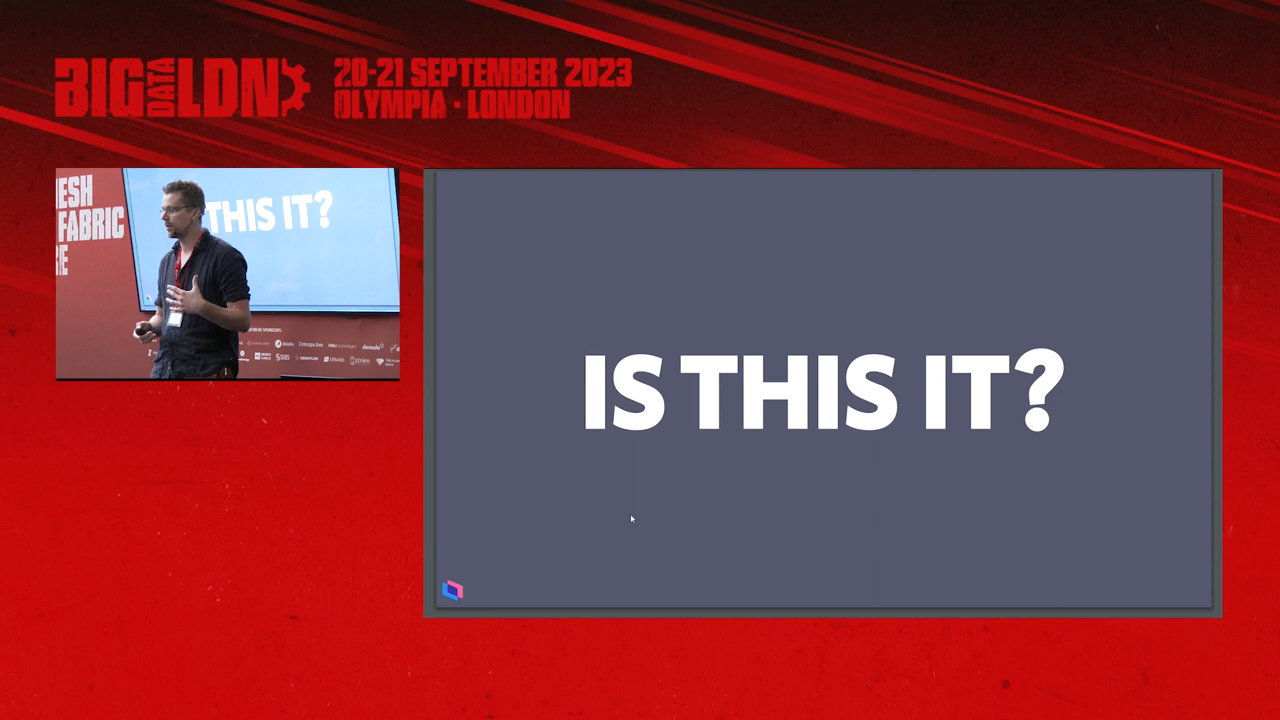 BIG DATA LDN
20-21 SEPTEMBER 2023
OLYMPIA · LONDON
ESH
FABRIC
RE
THIS IT?
IS THIS IT?